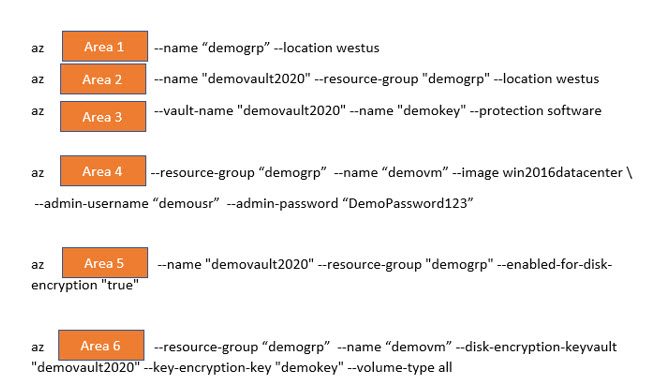 az Area 1 --name “demogrp” --location westus
az Area 2 --name "demovault2020" --resource-group "demogrp" --location westus
az Area 3 --vault-name "demovault2020" --name "demokey" --protection software
az Area 4 --resource-group “demogrp” --name “demovm” --image win2016datacenter \
--admin-username “demousr” --admin-password “DemoPassword123”
az Area 5 --name "demovault2020" --resource-group "demogrp" --enabled-for-disk-
encryption "true"
az Area 6 --resource-group “demogrp” --name “demovm” --disk-encryption-keyvault
"demovault2020" --key-encryption-key "demokey" --volume-type all